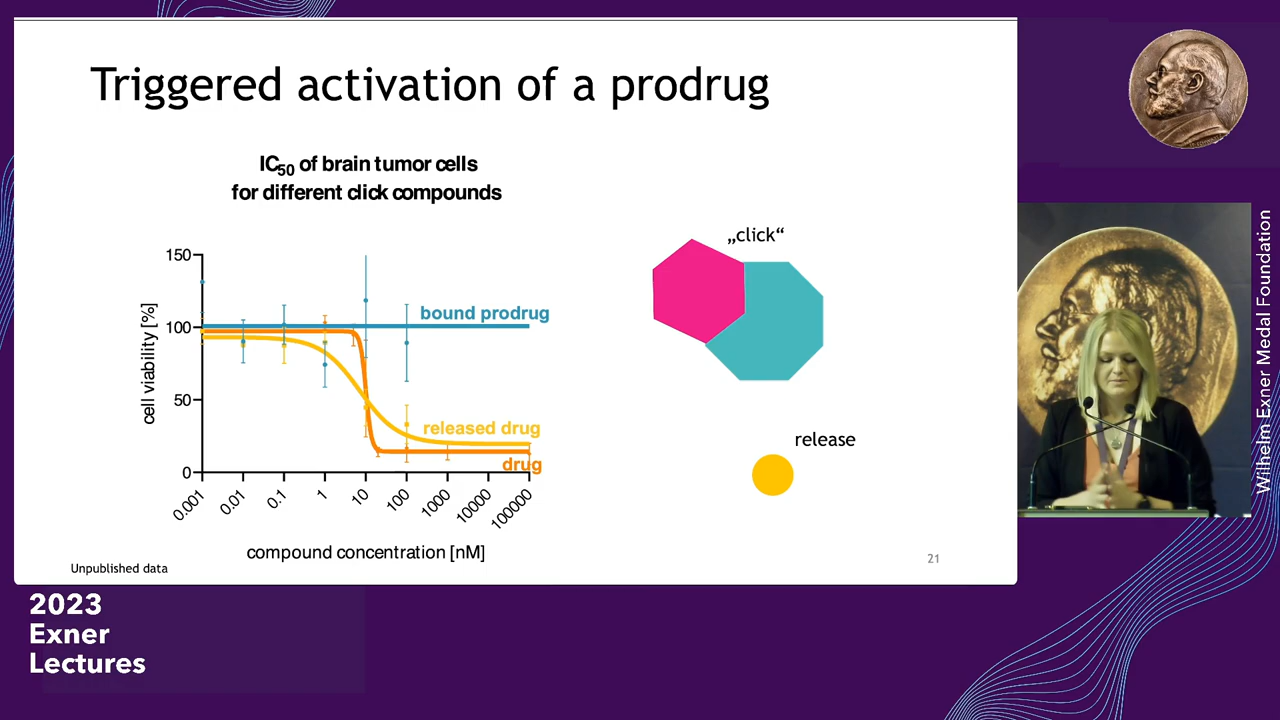 Triggered activation of a prodrug
IC50 of brain tumor cells
for different click compounds
cell viability [%]
150
100
50
0
bound prodrug
released drug
drug
0.001
0.01
0.1
1
10
100
1000
10000
100000
compound concentration [nM]
Unpublished data
„click“
release
21
Wilhelm Exner Medal Foundation
2023
Exner
Lectures